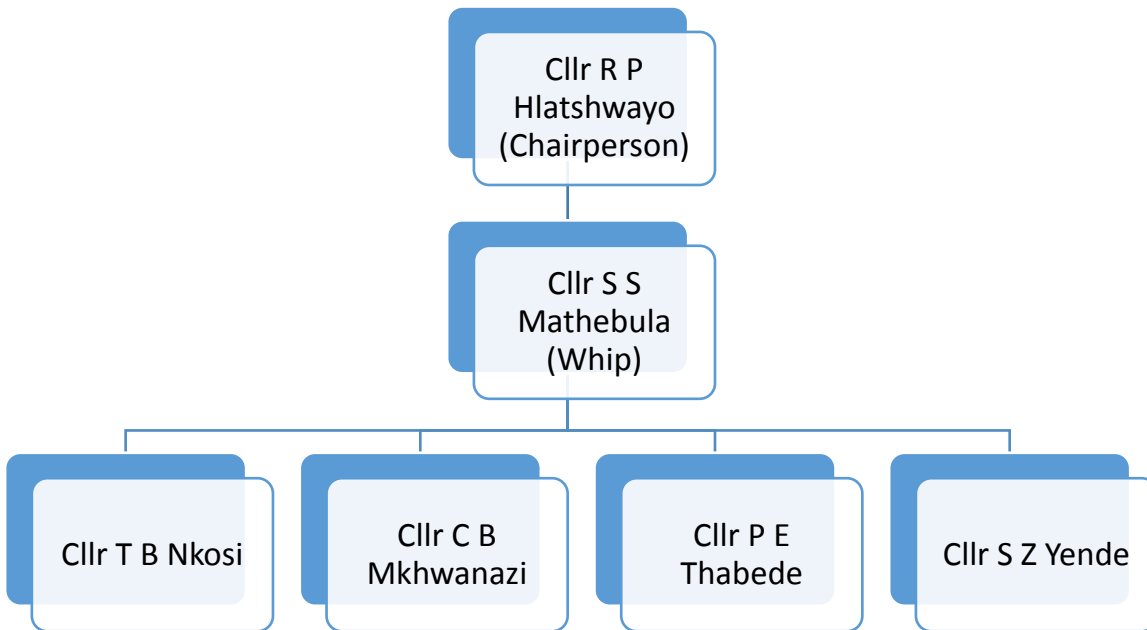 Cllr R P
Hlatshwayo
(Chairperson)
Cllr S S
Mathebula
(Whip)
Cllr T B Nkosi
Cllr C B
Mkhwanazi
Cllr P E
Thabede
Cllr S Z Yende